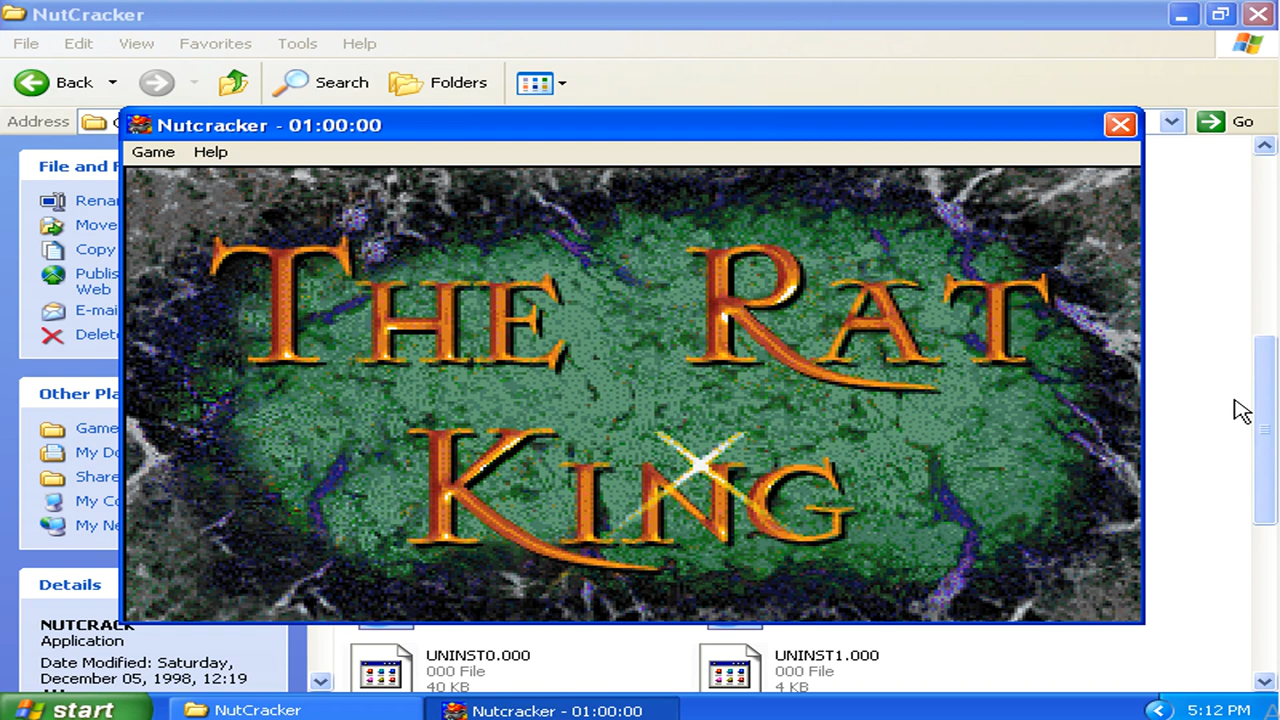 NutCracker
File Edit View Favorites Tools Help
Back Search Folders
Address Go
Nutcracker - 01:00:00
Game Help
THE RAT
KING
File and F
Renar
Move
Copy
Publis
Web
E-mai
Delet
Other Pla
Game
My Do
Share
My Co
My Ne
Details
NUTCRACK
Application
Date Modified: Saturday,
December 05, 1998, 12:19
UNINST0.000
000 File
40 KB
UNINST1.000
000 File
4 KB
start NutCracker Nutcracker - 01:00:00 5:12 PM